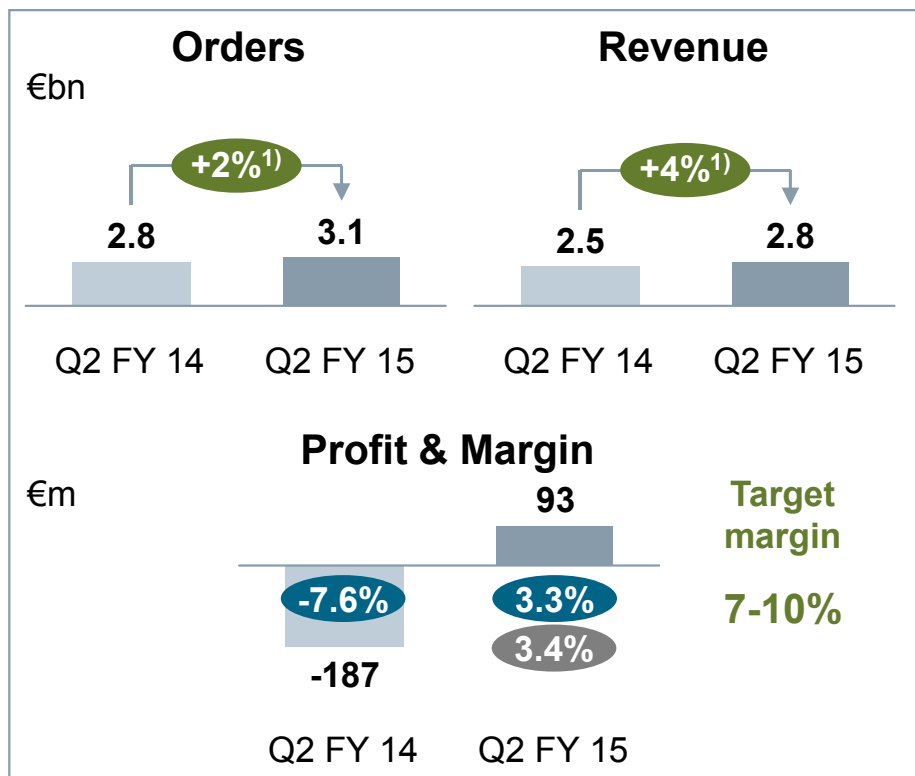 Orders
Revenue
€bn
+2%1)
+4%1)
2.8
3.1
2.5
2.8
Q2 FY 14
Q2 FY 15
Q2 FY 14
Q2 FY 15
Profit & Margin
€m
93
Target
margin
-7.6%
3.3%
7-10%
3.4%
-187
Q2 FY 14
Q2 FY 15